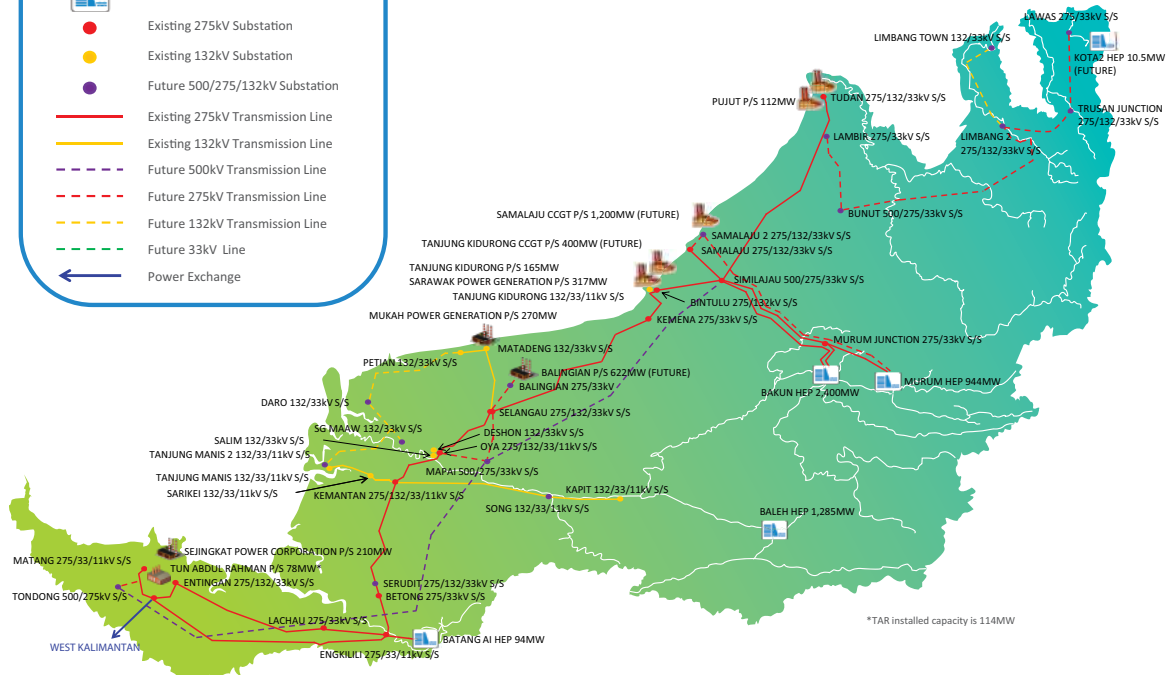 Existing 275kV Substation
Existing 132kV Substation
Future 500/275/132kV Substation
Existing 275kV Transmission Line
Existing 132kV Transmission Line
Future 500kV Transmission Line
Future 275kV Transmission Line
Future 132kV Transmission Line
Future 33kV Line
Power Exchange
LAWAS 275/33kV S/S
LIMBANG TOWN 132/33kV S/S
KOTA2 HEP 10.5MW
(FUTURE)
PUJUT P/S 112MW
TUDAN 275/132/33kV S/S
TRUSAN JUNCTION
275/132/33kV S/S
LAMBIR 275/33kV S/S
LIMBANG 2
275/132/33kV S/S
BUNUT 500/275/33kV S/S
SAMALAJU CCGT P/S 1,200MW (FUTURE)
SAMALAJU 2 275/132/33kV S/S
TANJUNG KIDURONG CCGT P/S 400MW (FUTURE)
SAMALAJU 275/132/33kV S/S
TANJUNG KIDURONG P/S 165MW
SARAWAK POWER GENERATION P/S 317MW
SIMILAJAU 500/275/33kV S/S
TANJUNG KIDURONG 132/33/11kV S/S
BINTULU 275/132kV S/S
MUKAH POWER GENERATION P/S 270MW
KEMENA 275/33kV S/S
MURUM JUNCTION 275/33kV S/S
MATADENG 132/33kV S/S
PETIAN 132/33kV S/S
BALINGIAN P/S 622MW (FUTURE)
BALINGIAN 275/33kV
MURUM HEP 944MW
BAKUN HEP 2,400MW
DARO 132/33kV S/S
SELANGAU 275/132/33kV S/S
SG MAAW 132/33kV S/S
DESHON 132/33kV S/S
SALIM 132/33kV S/S
OYA 275/132/33/11kV S/S
TANJUNG MANIS 2 132/33/11kV S/S
MAPAI 500/275/33kV S/S
TANJUNG MANIS 132/33/11kV S/S
SARIKEI 132/33/11kV S/S
KEMANTAN 275/132/33/11kV S/S
KAPIT 132/33/11kV S/S
SONG 132/33/11kV S/S
BALEH HEP 1,285MW
SEJINGKAT POWER CORPORATION P/S 210MW
MATANG 275/33/11kV S/S
TUN ABDUL RAHMAN P/S 78MW*
ENTINGAN 275/132/33kV S/S
SERUDIT 275/132/33kV S/S
TONDONG 500/275kV S/S
BETONG 275/33kV S/S
LACHAU 275/33kV S/S
*TAR installed capacity is 114MW
WEST KALIMANTAN
BATANG AI HEP 94MW
ENGKILILI 275/33/11kV S/S